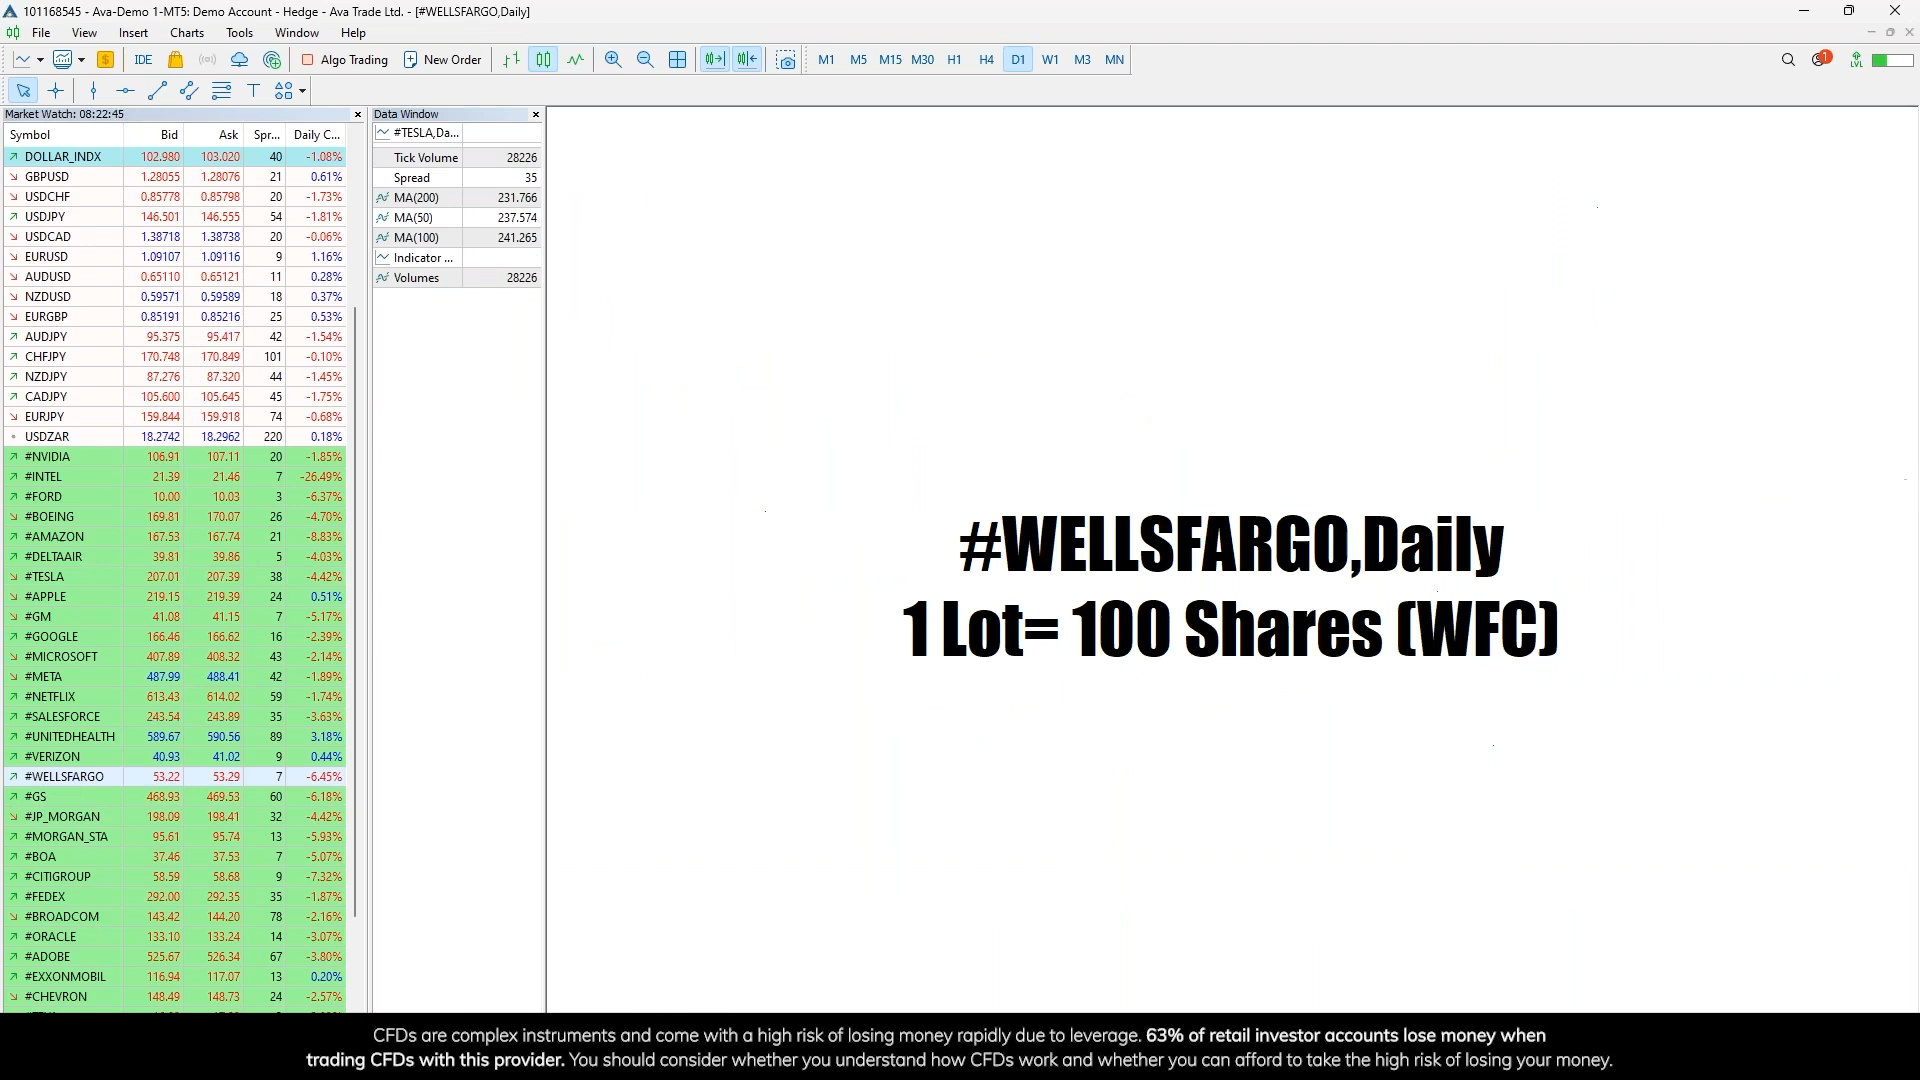 101168545 - Ava-Demo 1-MT5: Demo Account - Hedge - Ava Trade Ltd. - [#WELLSFARGO,Daily]
File View Insert Charts Tools Window Help
IDE Algo Trading New Order M1 M5 M15 M30 H1 H4 D1 W1 M3 MN 1 LVL
T
Market Watch: 08:22:45
Symbol Bid Ask Spr... Daily C...
DOLLAR_INDX 102.980 103.020 40 -1.08%
GBPUSD 1.28055 1.28076 21 0.61%
USDCHF 0.85778 0.85798 20 -1.73%
USDJPY 146.501 146.555 54 -1.81%
USDCAD 1.38718 1.38738 20 -0.06%
EURUSD 1.09107 1.09116 9 1.16%
AUDUSD 0.65110 0.65121 11 0.28%
NZDUSD 0.59571 0.59589 18 0.37%
EURGBP 0.85191 0.85216 25 0.53%
AUDJPY 95.375 95.417 42 -1.54%
CHFJPY 170.748 170.849 101 -0.10%
NZDJPY 87.276 87.320 44 -1.45%
CADJPY 105.600 105.645 45 -1.75%
EURJPY 159.844 159.918 74 -0.68%
USDZAR 18.2742 18.2962 220 0.18%
#NVIDIA 106.91 107.11 20 -1.85%
#INTEL 21.39 21.46 7 -26.49%
#FORD 10.00 10.03 3 -6.37%
#BOEING 169.81 170.07 26 -4.70%
#AMAZON 167.53 167.74 21 -8.83%
#DELTAAIR 39.81 39.86 5 -4.03%
#TESLA 207.01 207.39 38 -4.42%
#APPLE 219.15 219.39 24 0.51%
#GM 41.08 41.15 7 -5.17%
#GOOGLE 166.46 166.62 16 -2.39%
#MICROSOFT 407.89 408.32 43 -2.14%
#META 487.99 488.41 42 -1.89%
#NETFLIX 613.43 614.02 59 -1.74%
#SALESFORCE 243.54 243.89 35 -3.63%
#UNITEDHEALTH 589.67 590.56 89 3.18%
#VERIZON 40.93 41.02 9 0.44%
#WELLSFARGO 53.22 53.29 7 -6.45%
#GS 468.93 469.53 60 -6.18%
#JP_MORGAN 198.09 198.41 32 -4.42%
#MORGAN_STA 95.61 95.74 13 -5.93%
#BOA 37.46 37.53 7 -5.07%
#CITIGROUP 58.59 58.68 9 -7.32%
#FEDEX 292.00 292.35 35 -1.87%
#BROADCOM 143.42 144.20 78 -2.16%
#ORACLE 133.10 133.24 14 -3.07%
#ADOBE 525.67 526.34 67 -3.80%
#EXXONMOBIL 116.94 117.07 13 0.20%
#CHEVRON 148.49 148.73 24 -2.57%
Data Window
#TESLA,Da...
Tick Volume 28226
Spread 35
MA(200) 231.766
MA(50) 237.574
MA(100) 241.265
Indicator ...
Volumes 28226
#WELLSFARGO,Daily
1 Lot= 100 Shares (WFC)
CFDs are complex instruments and come with a high risk of losing money rapidly due to leverage. 63% of retail investor accounts lose money when
trading CFDs with this provider. You should consider whether you understand how CFDs work and whether you can afford to take the high risk of losing your money.